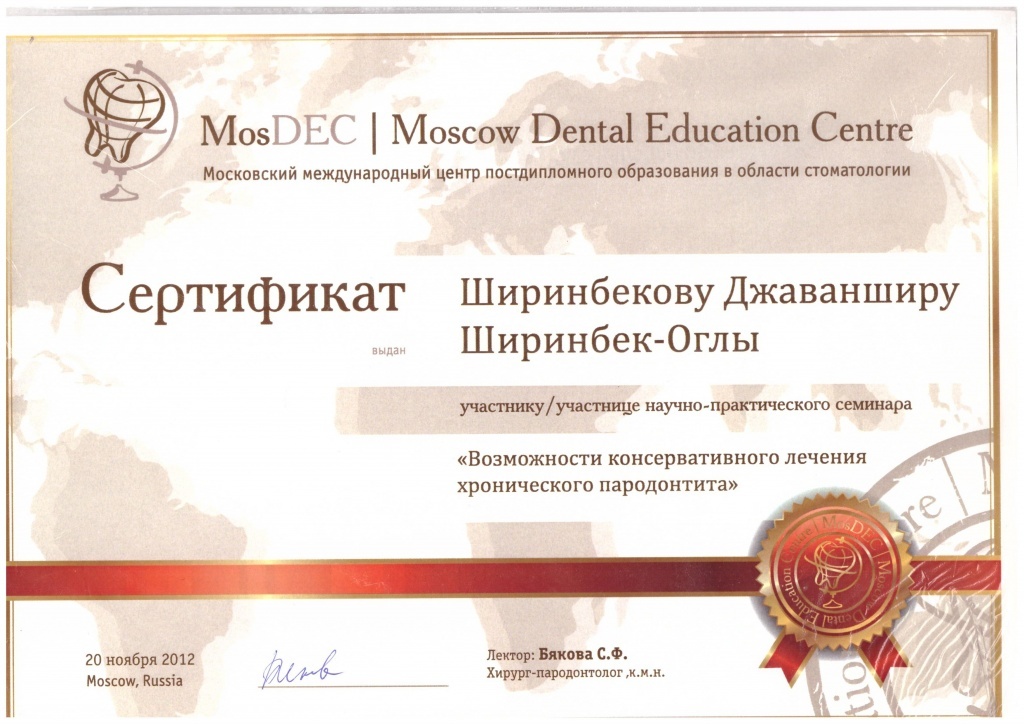 MosDEC | Moscow Dental Education Centre
Московский международный центр постдипломного образования в области стоматологии
Сертификат
выдан
Ширинбекову Джаванширу
Ширинбек-Оглы
участнику/участнице научно-практического семинара
«Возможности консервативного лечения
хронического пародонтита»
MosDEC | Moscow Dental Education Centre |
20 ноября 2012
Moscow, Russia
Лектор: Бякова С.Ф.
Хирург-пародонтолог ,к.м.н.